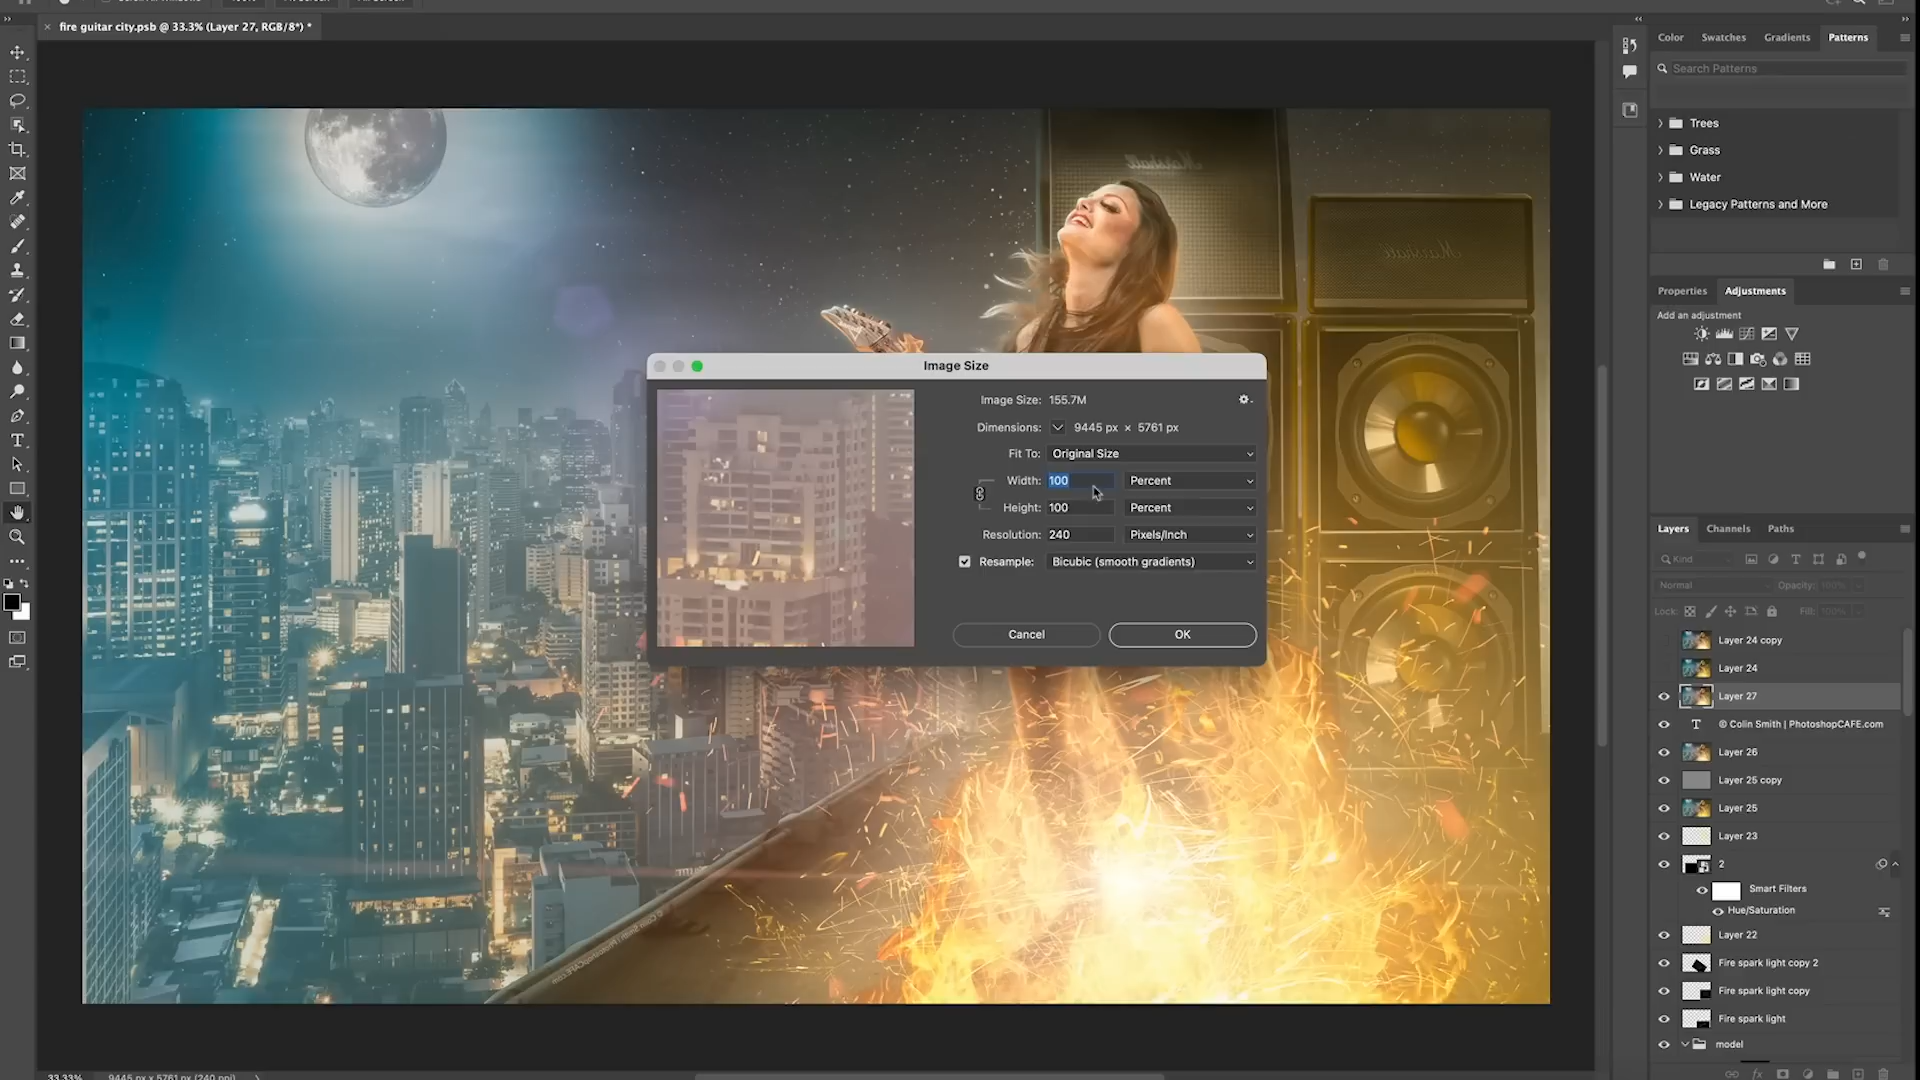 fire guitar city.psb @ 33.3% (Layer 27, RGB/8*) *
Color Swatches Gradients Patterns
Search Patterns
Trees
Grass
Water
Legacy Patterns and More
Properties Adjustments
Add an adjustment
Marshall
Marshall
Image Size
Image Size: 155.7M
Dimensions: 9445 px × 5761 px
Fit To: Original Size
Width: 100 Percent
Height: 100 Percent
Resolution: 240 Pixels/Inch
Resample: Bicubic (smooth gradients)
Cancel OK
Layers Channels Paths
Kind
Normal Opacity: 100%
Lock: Fill: 100%
Layer 24 copy
Layer 24
Layer 27
© Colin Smith | PhotoshopCAFE.com
Layer 26
Layer 25 copy
Layer 25
Layer 23
2
Smart Filters
Hue/Saturation
Layer 22
Fire spark light copy 2
Fire spark light copy
Fire spark light
model
© Colin Smith | PhotoshopCAFE.com
33.33% 9445 px x 5761 px (240 ppi)